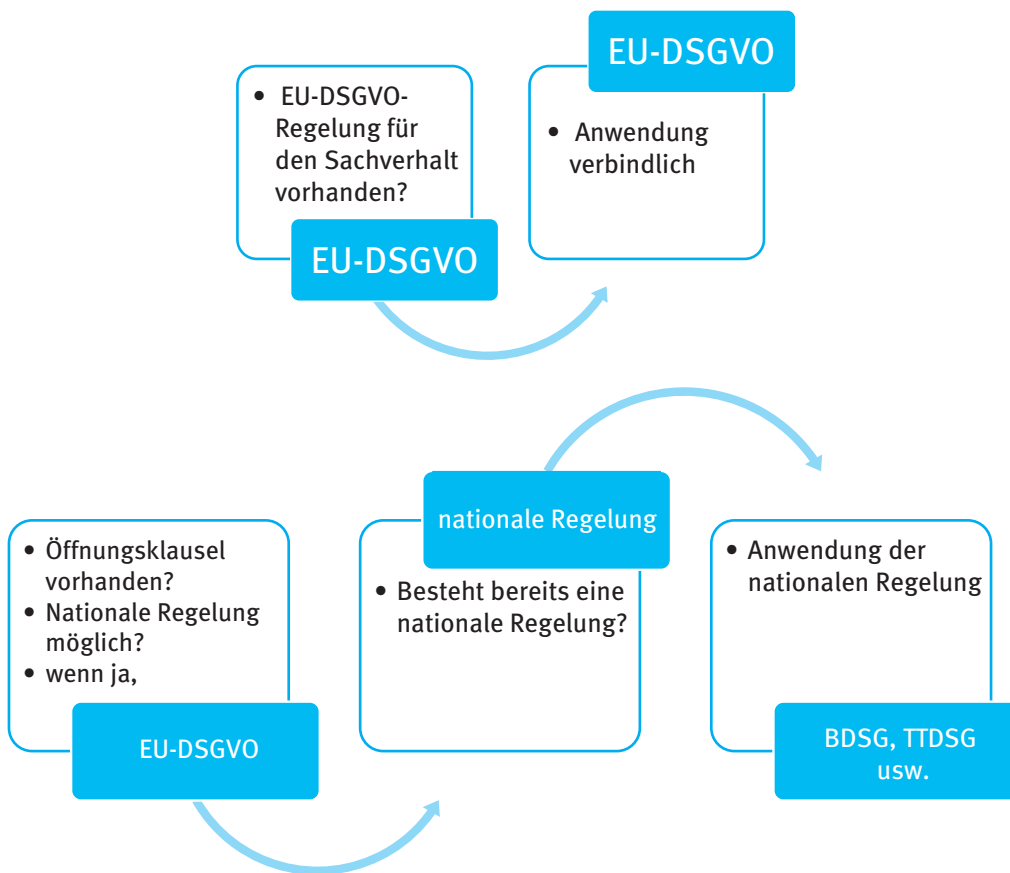 • EU-DSGVO-
Regelung für
den Sachverhalt
vorhanden?
EU-DSGVO
EU-DSGVO
• Anwendung
verbindlich
• Öffnungsklausel
vorhanden?
• Nationale Regelung
möglich?
• wenn ja,
EU-DSGVO
nationale Regelung
• Besteht bereits eine
nationale Regelung?
• Anwendung der
nationalen Regelung
BDSG, TTDSG
usw.